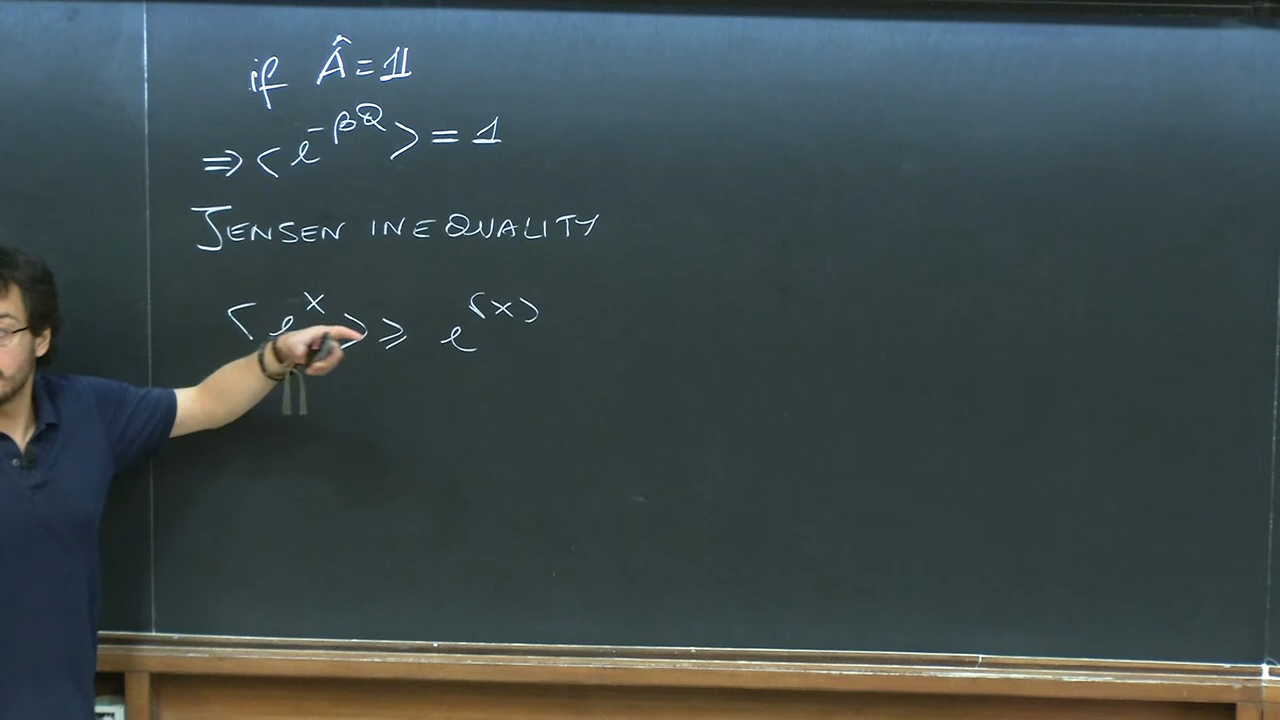 if Â = 𝟙
⇒ < e^{-βQ} > = 1
JENSEN INEQUALITY
< e^x > ≥ e^{<x>}